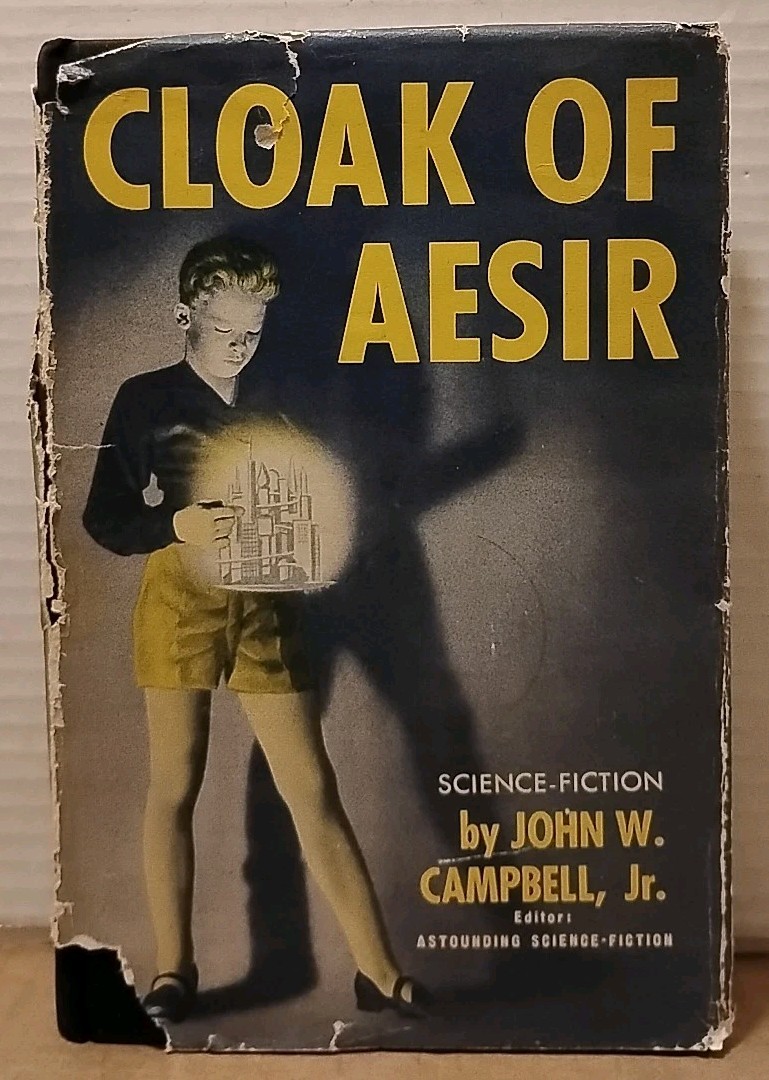 CLOAK OF
AESIR
SCIENCE-FICTION
by JOHN W.
CAMPBELL, Jr.
Editor:
ASTOUNDING SCIENCE-FICTION